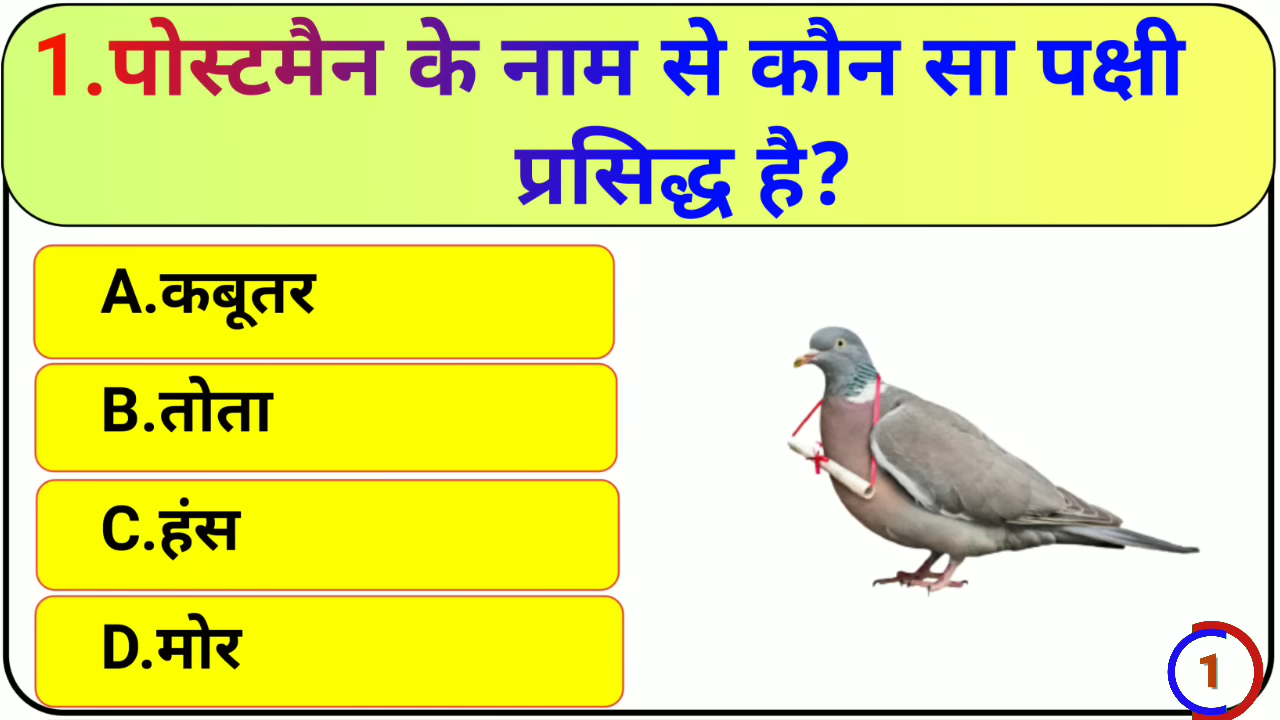 1.पोस्टमैन के नाम से कौन सा पक्षी
प्रसिद्ध है?
A.कबूतर
B.तोता
C.हंस
D.मोर
1